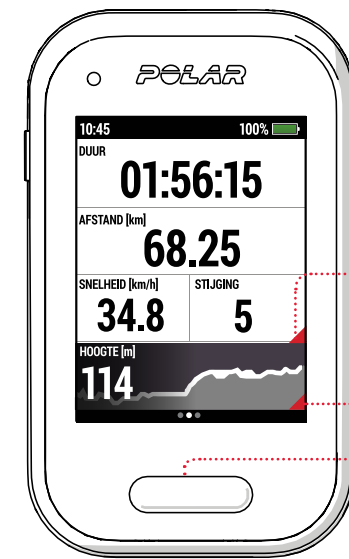 POLAR
10:45 100%
DUUR
01:56:15
AFSTAND [km]
68.25
SNELHEID [km/h] STIJGING
34.8 5
HOOGTE [m]
114